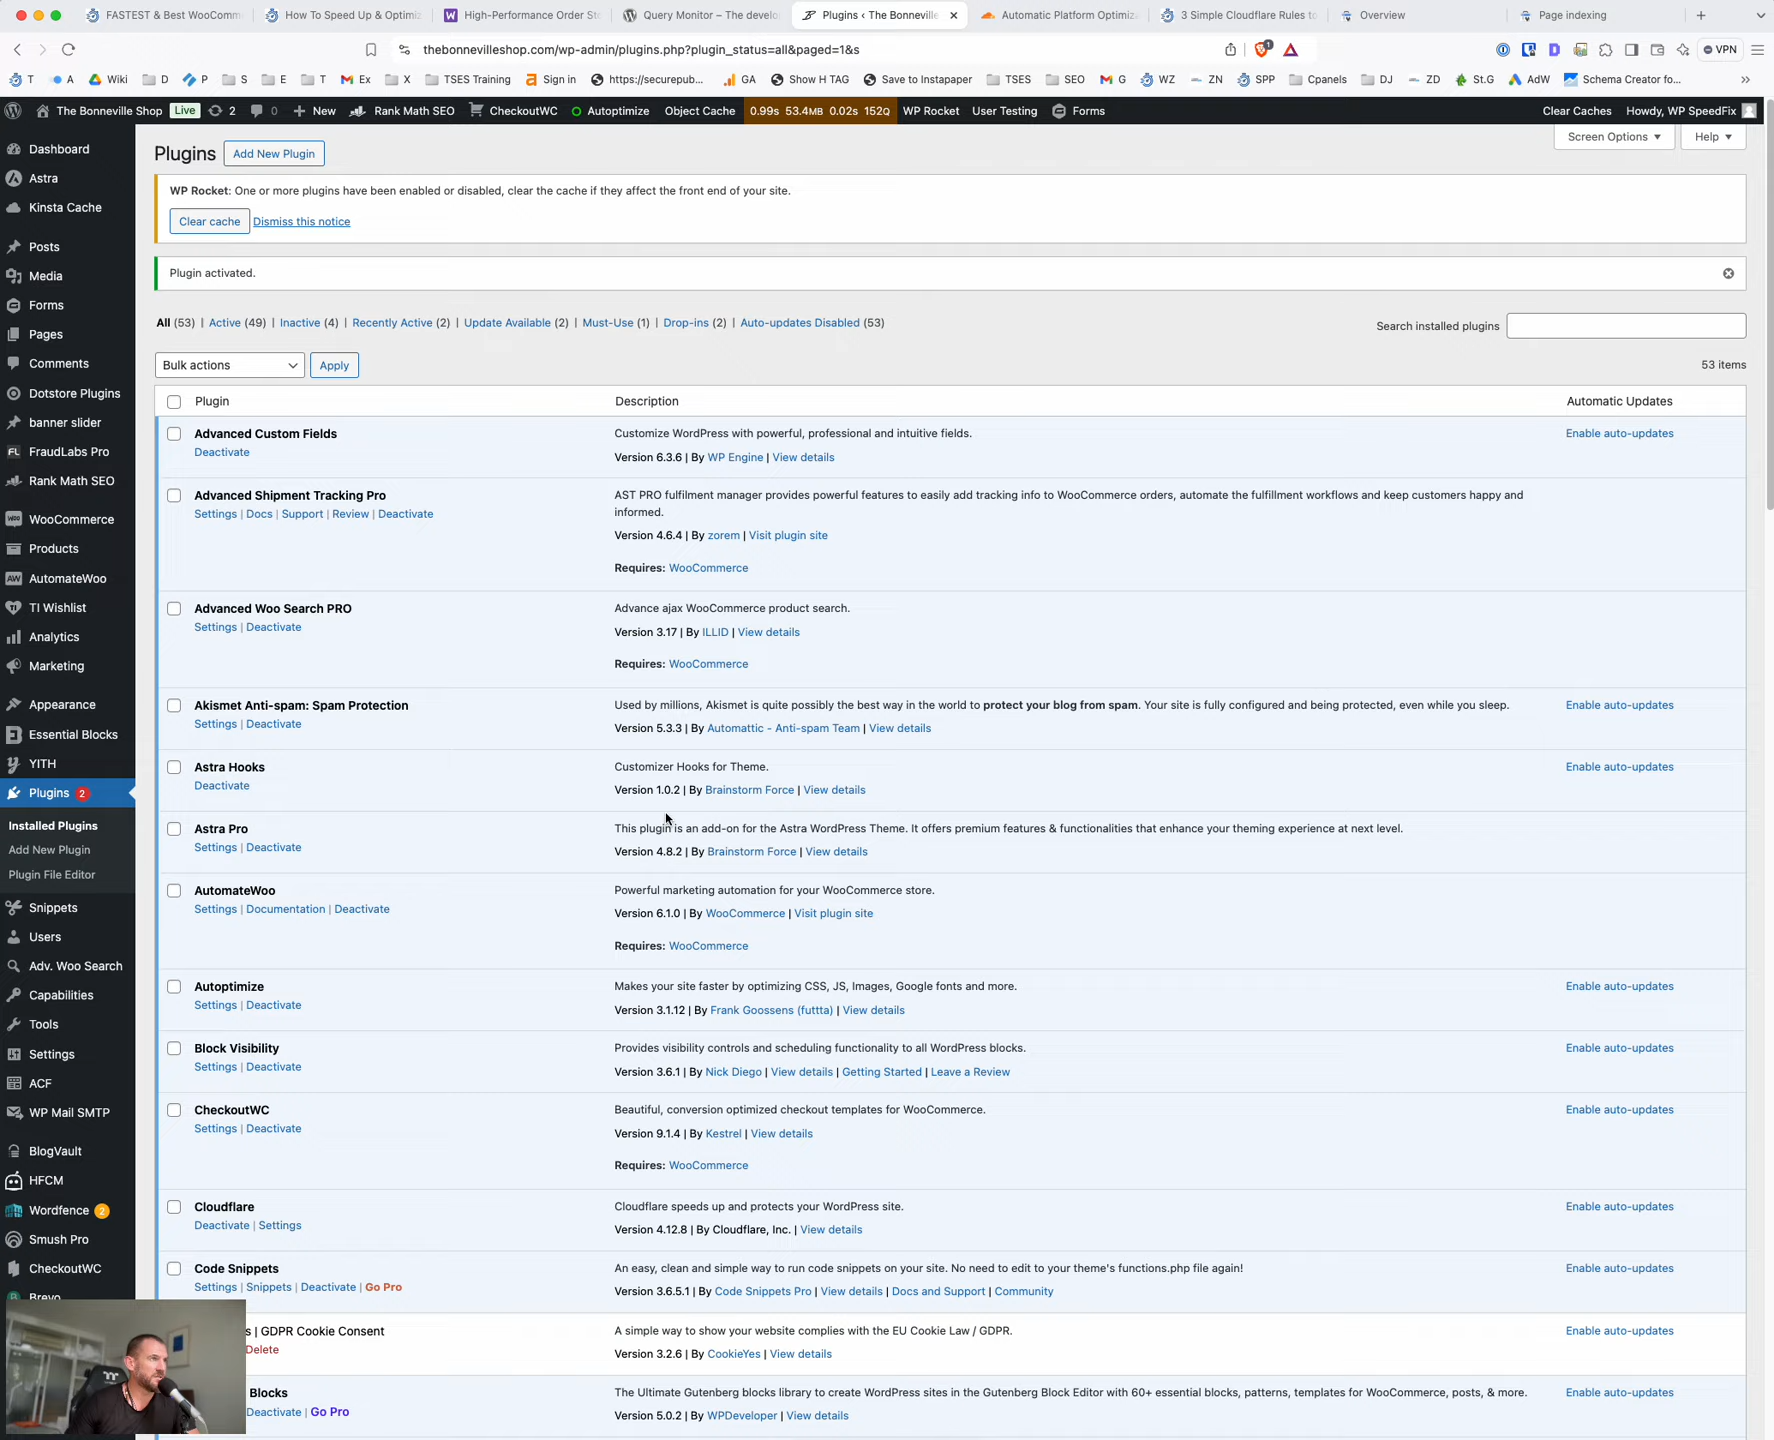 FASTEST & Best WooComm
How To Speed Up & Optimiz
High-Performance Order St
Query Monitor – The develo
Plugins ‹ The Bonneville
Automatic Platform Optimiz
3 Simple Cloudflare Rules to
Overview
Page indexing
thebonnevilleshop.com/wp-admin/plugins.php?plugin_status=all&paged=1&s
VPN
T
A
Wiki
D
P
S
E
T
Ex
X
TSES Training
Sign in
https://securepub...
GA
Show H TAG
Save to Instapaper
TSES
SEO
G
WZ
ZN
SPP
Cpanels
DJ
ZD
St.G
AdW
Schema Creator fo...
The Bonneville Shop Live 2 0 New Rank Math SEO CheckoutWC Autoptimize Object Cache 0.99s 53.4MB 0.02s 152Q WP Rocket User Testing Forms Clear Caches Howdy, WP SpeedFix
Dashboard
Astra
Kinsta Cache
Posts
Media
Forms
Pages
Comments
Dotstore Plugins
banner slider
FraudLabs Pro
Rank Math SEO
WooCommerce
Products
AutomateWoo
TI Wishlist
Analytics
Marketing
Appearance
Essential Blocks
YITH
Plugins 2
Installed Plugins
Add New Plugin
Plugin File Editor
Snippets
Users
Adv. Woo Search
Capabilities
Tools
Settings
ACF
WP Mail SMTP
BlogVault
HFCM
Wordfence 2
Smush Pro
CheckoutWC
Brevo
Screen Options
Help
Plugins
Add New Plugin
WP Rocket: One or more plugins have been enabled or disabled, clear the cache if they affect the front end of your site.
Clear cache Dismiss this notice
Plugin activated.
All (53) | Active (49) | Inactive (4) | Recently Active (2) | Update Available (2) | Must-Use (1) | Drop-ins (2) | Auto-updates Disabled (53)
Search installed plugins
Bulk actions Apply
53 items
Plugin Description Automatic Updates
Advanced Custom Fields
Deactivate
Customize WordPress with powerful, professional and intuitive fields.
Version 6.3.6 | By WP Engine | View details
Enable auto-updates
Advanced Shipment Tracking Pro
Settings | Docs | Support | Review | Deactivate
AST PRO fulfilment manager provides powerful features to easily add tracking info to WooCommerce orders, automate the fulfillment workflows and keep customers happy and
informed.
Version 4.6.4 | By zorem | Visit plugin site
Requires: WooCommerce
Advanced Woo Search PRO
Settings | Deactivate
Advance ajax WooCommerce product search.
Version 3.17 | By ILLID | View details
Requires: WooCommerce
Akismet Anti-spam: Spam Protection
Settings | Deactivate
Used by millions, Akismet is quite possibly the best way in the world to protect your blog from spam. Your site is fully configured and being protected, even while you sleep.
Version 5.3.3 | By Automattic - Anti-spam Team | View details
Enable auto-updates
Astra Hooks
Deactivate
Customizer Hooks for Theme.
Version 1.0.2 | By Brainstorm Force | View details
Enable auto-updates
Astra Pro
Settings | Deactivate
This plugin is an add-on for the Astra WordPress Theme. It offers premium features & functionalities that enhance your theming experience at next level.
Version 4.8.2 | By Brainstorm Force | View details
AutomateWoo
Settings | Documentation | Deactivate
Powerful marketing automation for your WooCommerce store.
Version 6.1.0 | By WooCommerce | Visit plugin site
Requires: WooCommerce
Autoptimize
Settings | Deactivate
Makes your site faster by optimizing CSS, JS, Images, Google fonts and more.
Version 3.1.12 | By Frank Goossens (futtta) | View details
Enable auto-updates
Block Visibility
Settings | Deactivate
Provides visibility controls and scheduling functionality to all WordPress blocks.
Version 3.6.1 | By Nick Diego | View details | Getting Started | Leave a Review
Enable auto-updates
CheckoutWC
Settings | Deactivate
Beautiful, conversion optimized checkout templates for WooCommerce.
Version 9.1.4 | By Kestrel | View details
Requires: WooCommerce
Enable auto-updates
Cloudflare
Deactivate | Settings
Cloudflare speeds up and protects your WordPress site.
Version 4.12.8 | By Cloudflare, Inc. | View details
Enable auto-updates
Code Snippets
Settings | Snippets | Deactivate | Go Pro
An easy, clean and simple way to run code snippets on your site. No need to edit to your theme's functions.php file again!
Version 3.6.5.1 | By Code Snippets Pro | View details | Docs and Support | Community
Enable auto-updates
s | GDPR Cookie Consent
Delete
A simple way to show your website complies with the EU Cookie Law / GDPR.
Version 3.2.6 | By CookieYes | View details
Enable auto-updates
Blocks
Deactivate | Go Pro
The Ultimate Gutenberg blocks library to create WordPress sites in the Gutenberg Block Editor with 60+ essential blocks, patterns, templates for WooCommerce, posts, & more.
Version 5.0.2 | By WPDeveloper | View details
Enable auto-updates